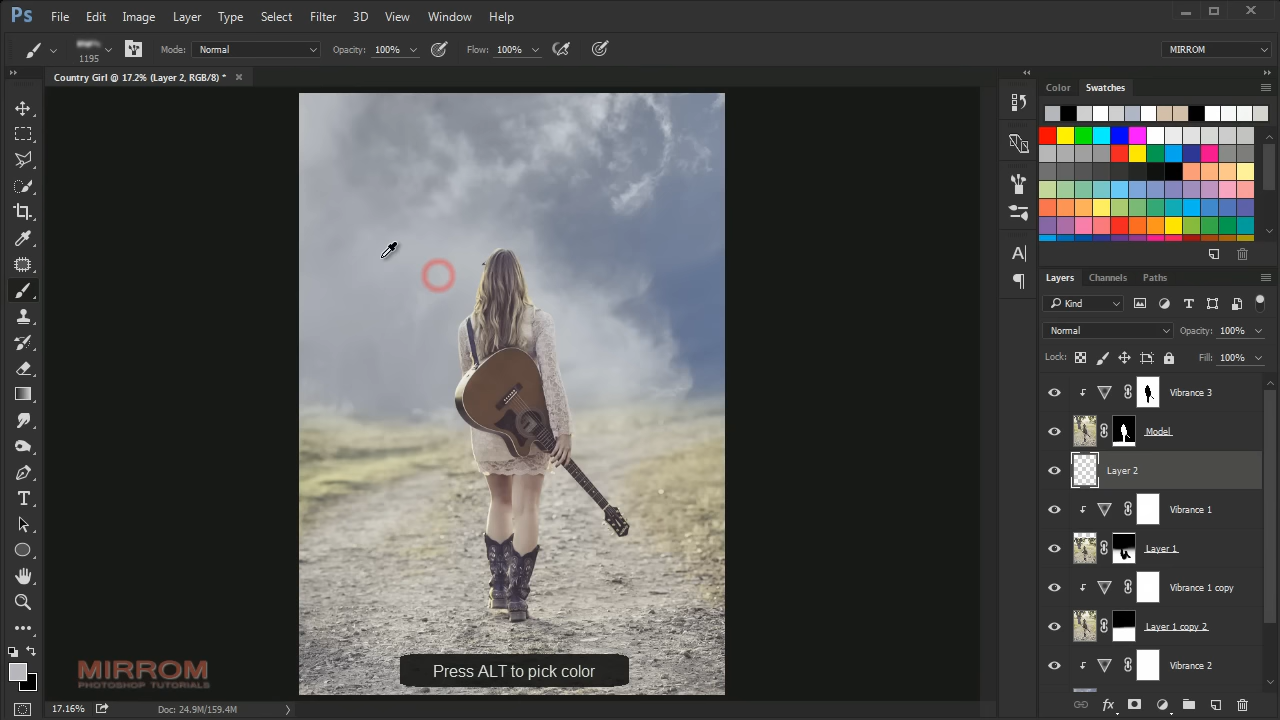 Ps File Edit Image Layer Type Select Filter 3D View Window Help
1195 Mode: Normal Opacity: 100% Flow: 100% MIRROM
Country Girl @ 17.2% (Layer 2, RGB/8) * ×
Color Swatches
Layers Channels Paths
Kind
Normal Opacity: 100%
Lock: Fill: 100%
Vibrance 3
Model
Layer 2
Vibrance 1
Layer 1
Vibrance 1 copy
Layer 1 copy 2
Vibrance 2
Press ALT to pick color
MIRROM
PHOTOSHOP TUTORIALS
17.16% Doc: 24.9M/159.4M